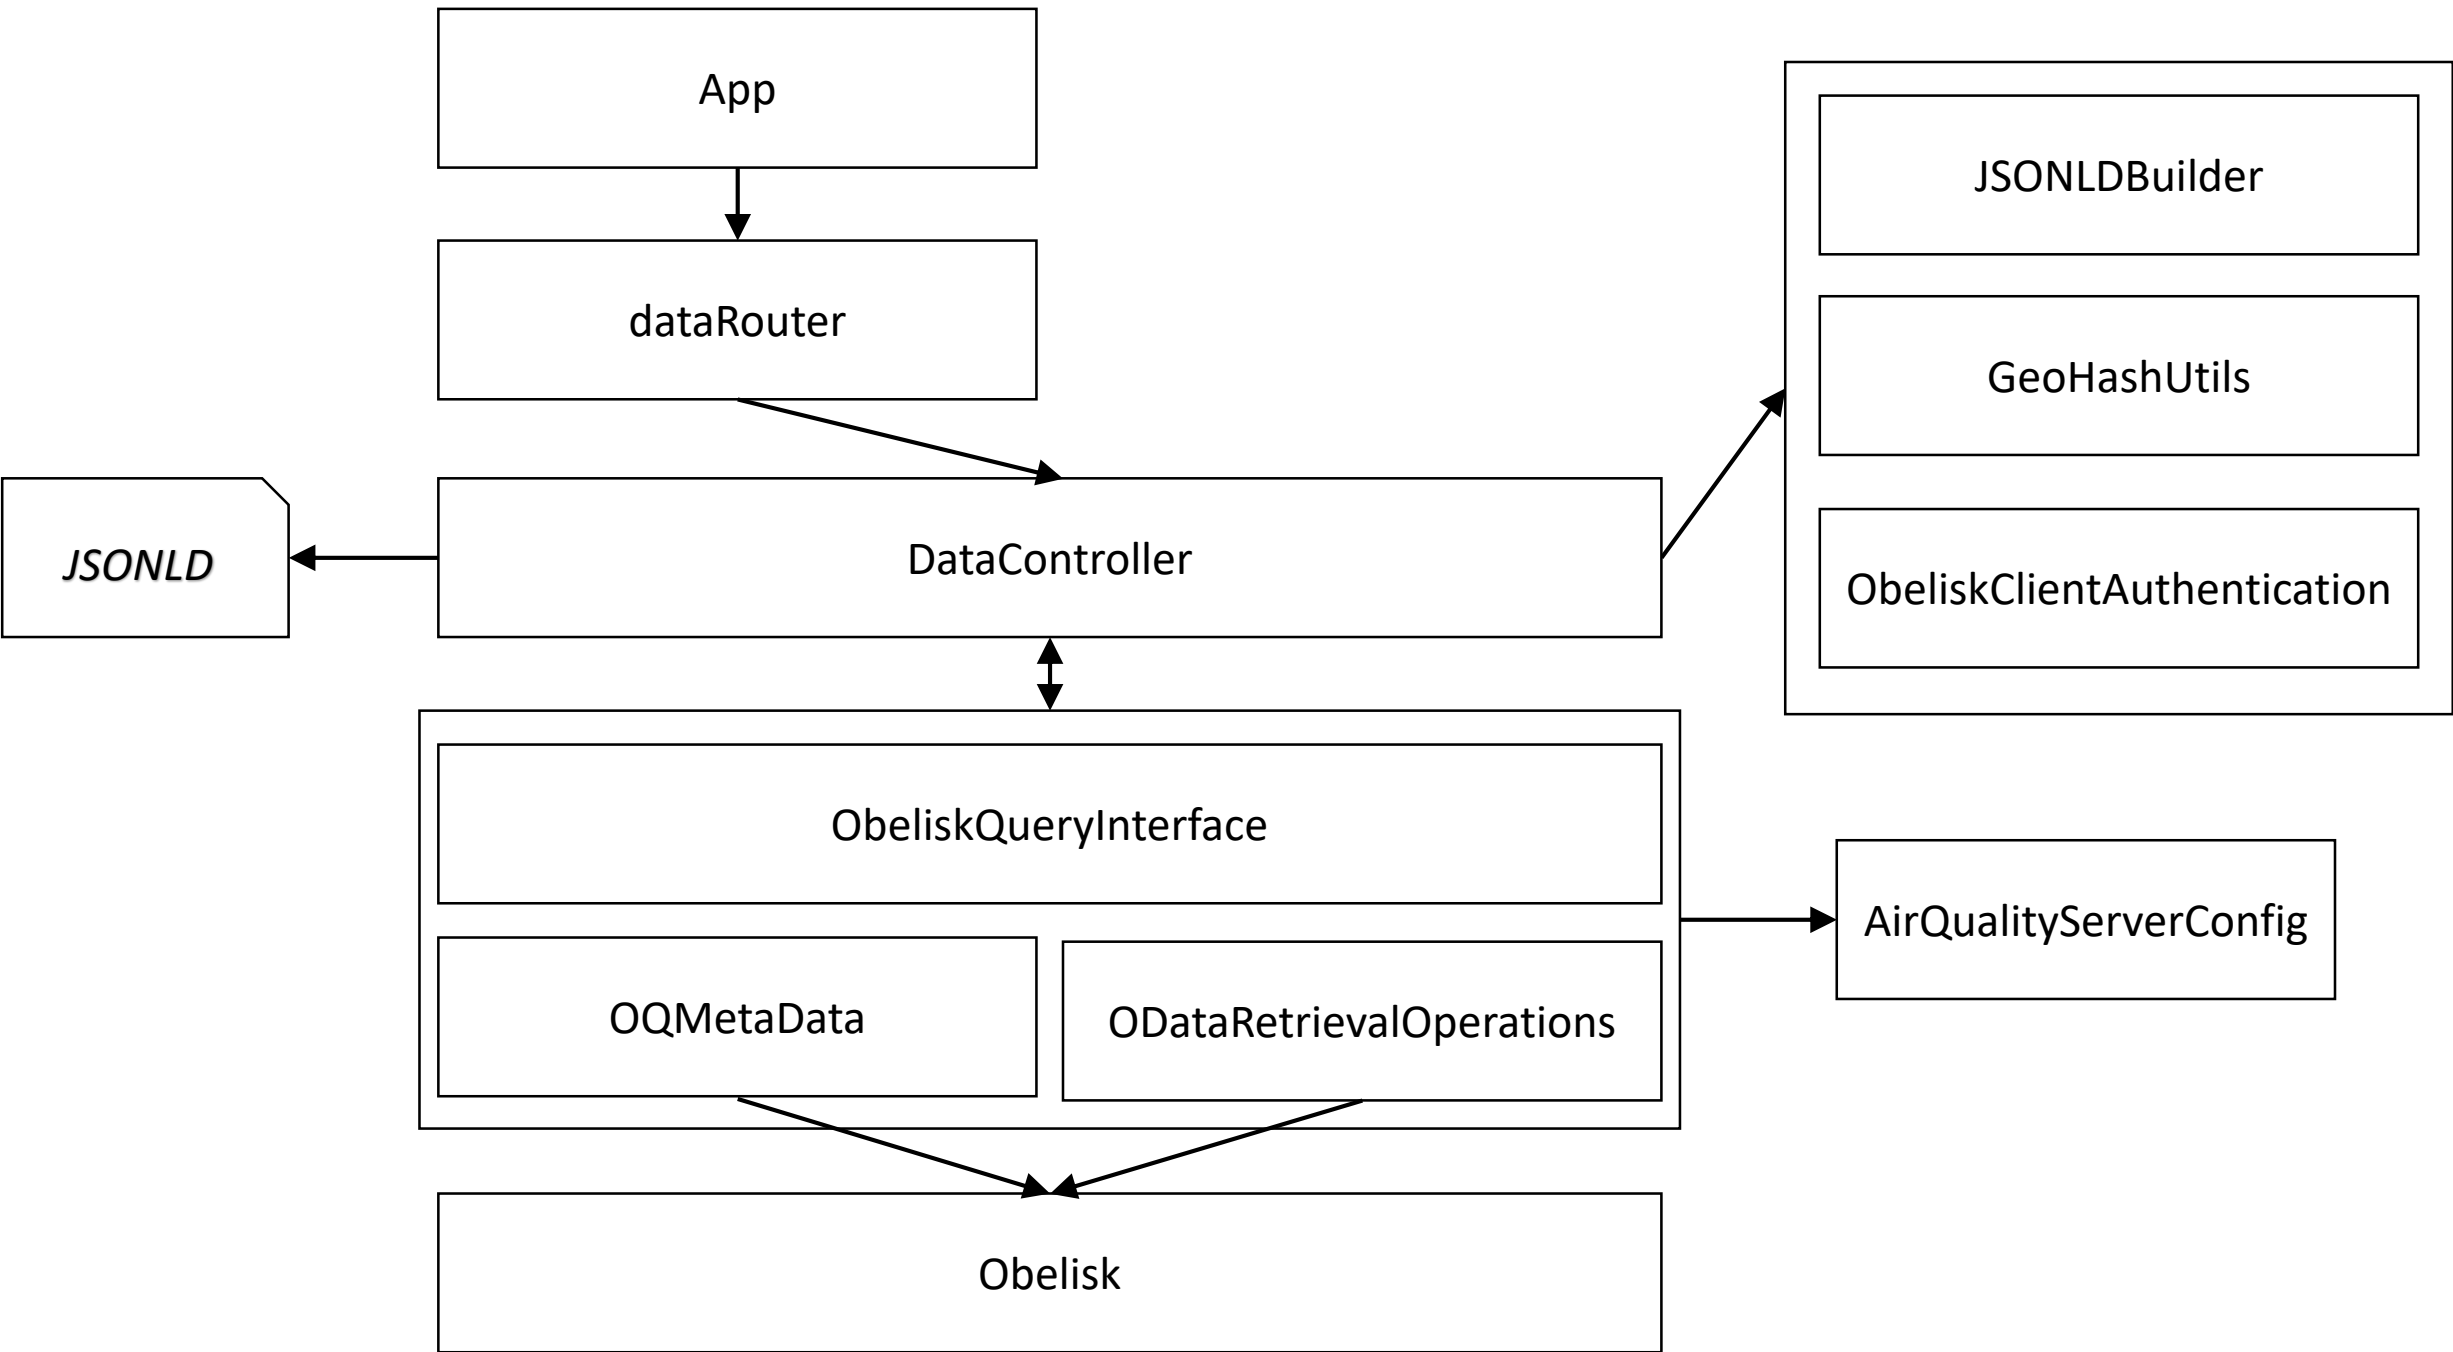 App
dataRouter
JSONLD
DataController
JSONLDBuilder
GeoHashUtils
ObeliskClientAuthentication
ObeliskQueryInterface
OQMetaData
ODataRetrievalOperations
AirQualityServerConfig
Obelisk